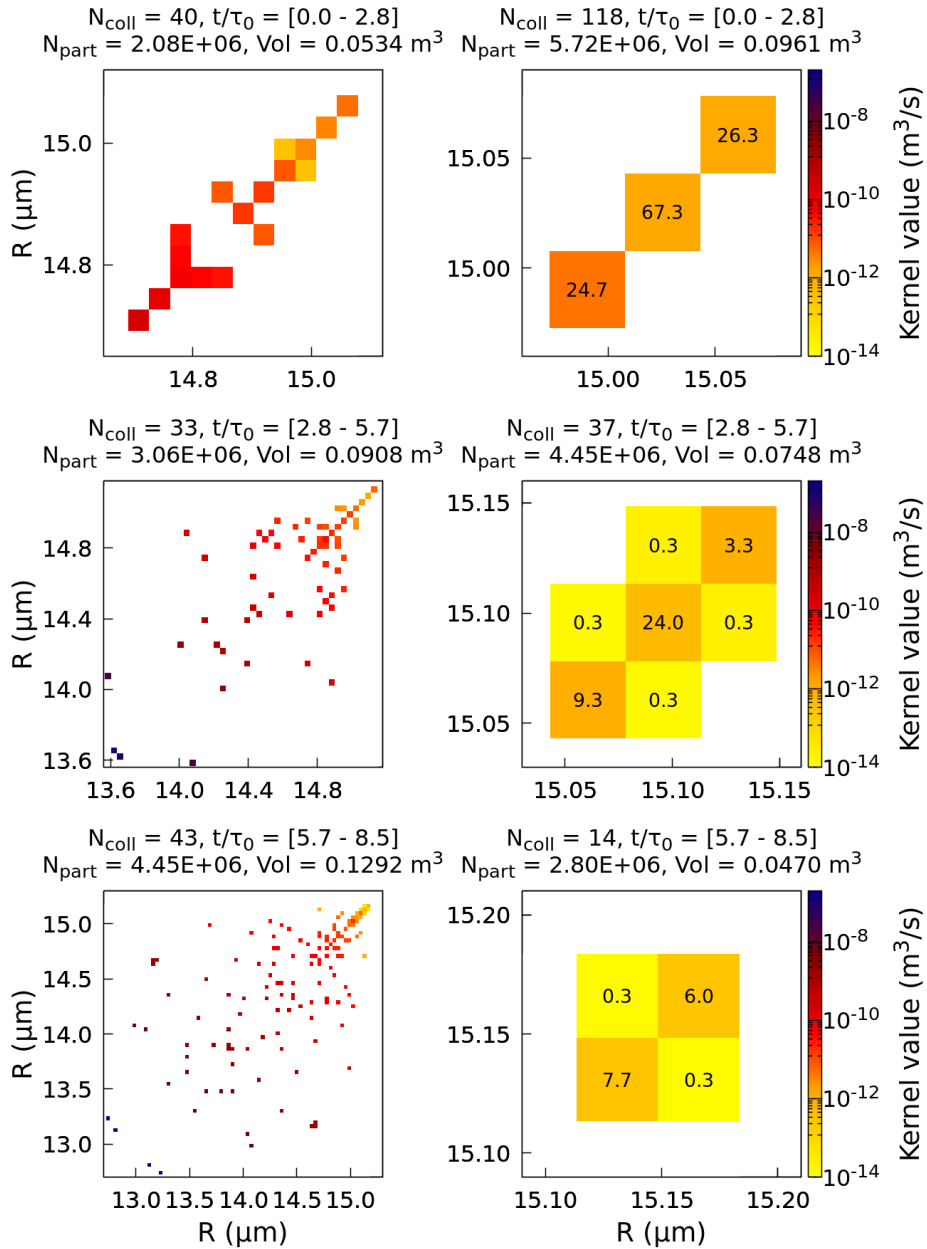 N_coll = 40, t/τ_0 = [0.0 - 2.8]
N_part = 2.08E+06, Vol = 0.0534 m^3
N_coll = 118, t/τ_0 = [0.0 - 2.8]
N_part = 5.72E+06, Vol = 0.0961 m^3
R (μm)
15.0
14.8
14.8 15.0
15.05
15.00
26.3
67.3
24.7
15.00 15.05
10^-8
10^-10
10^-12
10^-14
Kernel value (m^3/s)
N_coll = 33, t/τ_0 = [2.8 - 5.7]
N_part = 3.06E+06, Vol = 0.0908 m^3
N_coll = 37, t/τ_0 = [2.8 - 5.7]
N_part = 4.45E+06, Vol = 0.0748 m^3
R (μm)
14.8
14.4
14.0
13.6
13.6 14.0 14.4 14.8
15.15
15.10
15.05
0.3 3.3
0.3 24.0 0.3
9.3 0.3
15.05 15.10 15.15
10^-8
10^-10
10^-12
10^-14
Kernel value (m^3/s)
N_coll = 43, t/τ_0 = [5.7 - 8.5]
N_part = 4.45E+06, Vol = 0.1292 m^3
N_coll = 14, t/τ_0 = [5.7 - 8.5]
N_part = 2.80E+06, Vol = 0.0470 m^3
R (μm)
15.0
14.5
14.0
13.5
13.0
13.0 13.5 14.0 14.5 15.0
R (μm)
15.20
15.15
15.10
0.3 6.0
7.7 0.3
15.10 15.15 15.20
R (μm)
10^-8
10^-10
10^-12
10^-14
Kernel value (m^3/s)